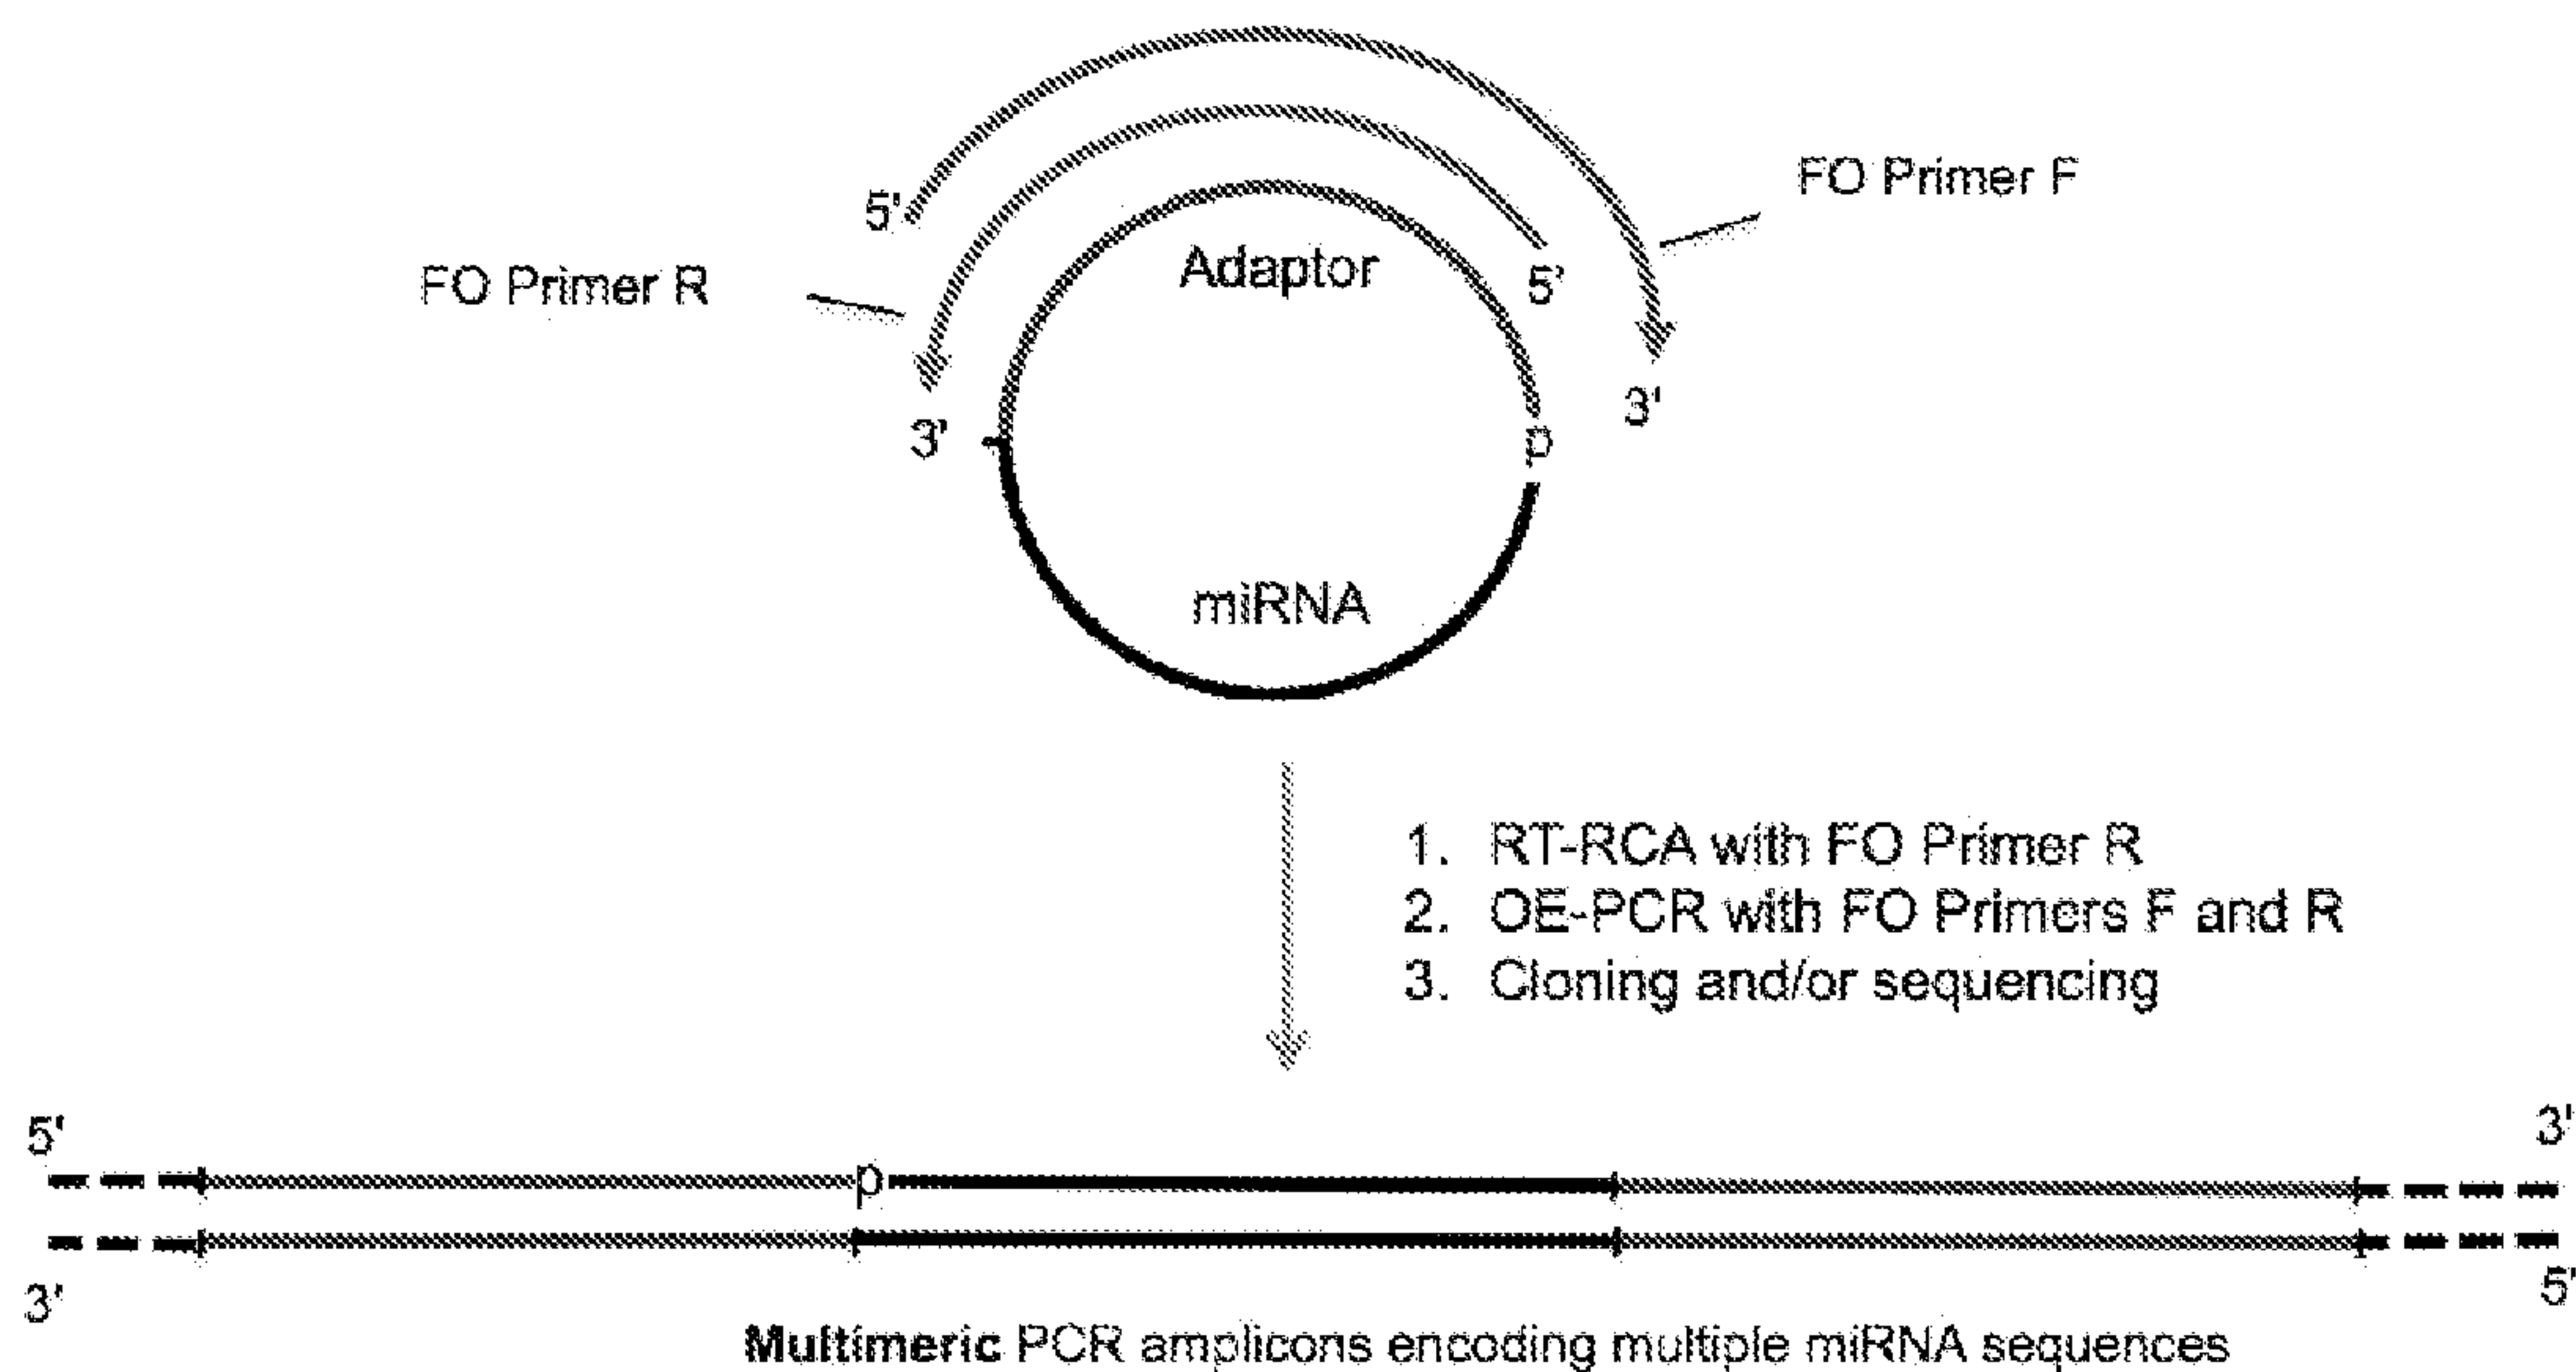 FO Primer F
5'
FO Primer R
Adaptor
5'
3'
3'
p
miRNA
1. RT-RCA with FO Primer R
2. OE-PCR with FO Primers F and R
3. Cloning and/or sequencing
5'
3'
p
3'
5'
Multimeric PCR amplicons encoding multiple miRNA sequences